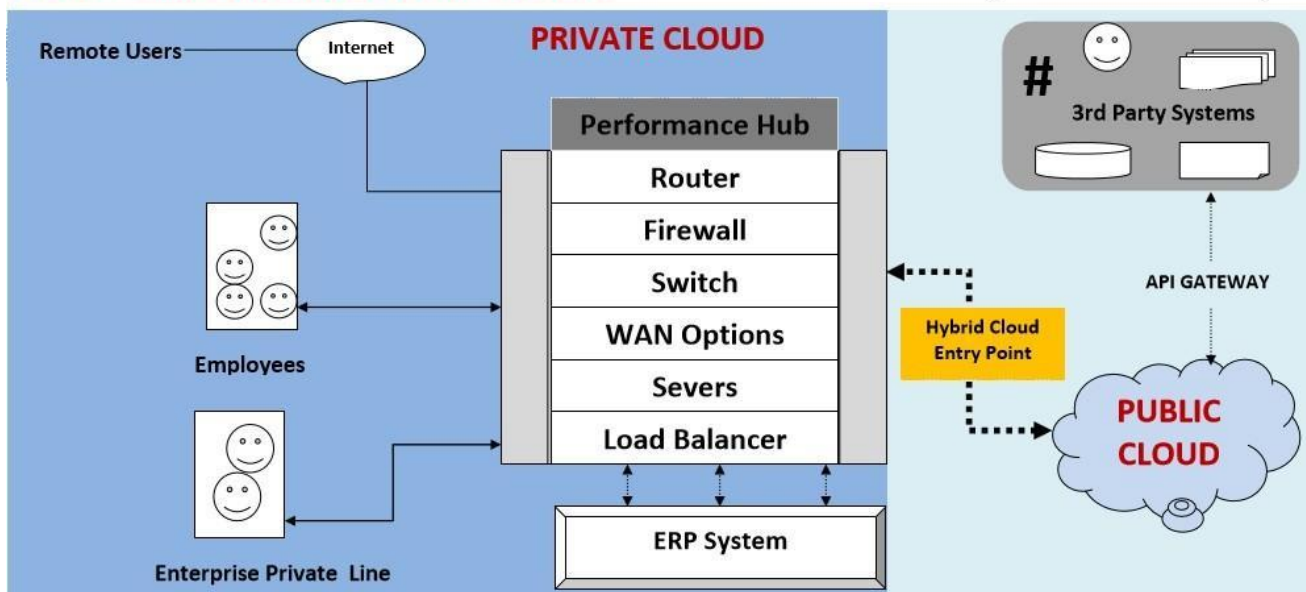 PRIVATE CLOUD
Remote Users
Internet
Performance Hub
Router
Firewall
Switch
WAN Options
Severs
Load Balancer
ERP System
Employees
Enterprise Private Line
#
3rd Party Systems
API GATEWAY
Hybrid Cloud
Entry Point
PUBLIC
CLOUD